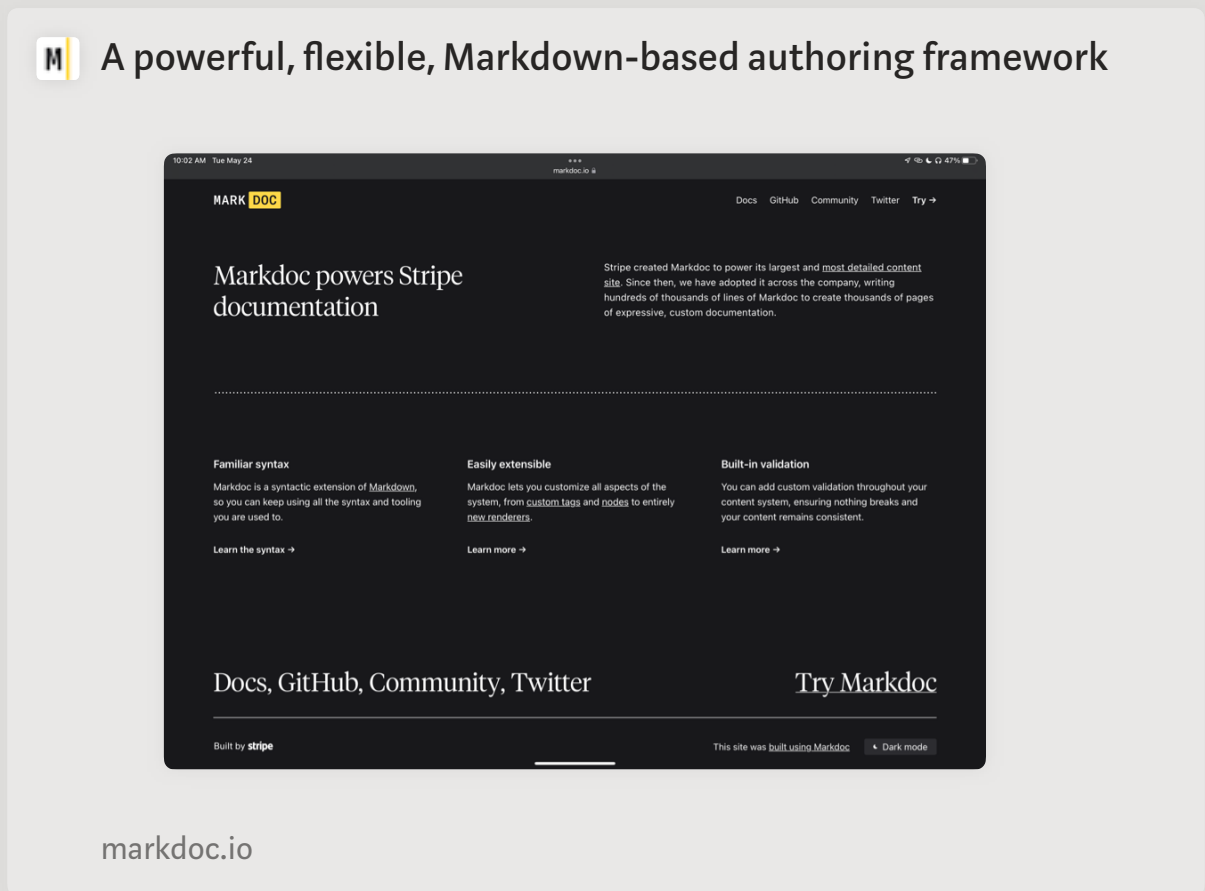 M
A powerful, flexible, Markdown-based authoring framework
10:02 AM Tue May 24
markdoc.io
47%
MARK DOC
Docs GitHub Community Twitter Try →
Markdoc powers Stripe
documentation
Stripe created Markdoc to power its largest and most detailed content
site. Since then, we have adopted it across the company, writing
hundreds of thousands of lines of Markdoc to create thousands of pages
of expressive, custom documentation.
Familiar syntax
Markdoc is a syntactic extension of Markdown,
so you can keep using all the syntax and tooling
you are used to.
Learn the syntax →
Easily extensible
Markdoc lets you customize all aspects of the
system, from custom tags and nodes to entirely
new renderers.
Learn more →
Built-in validation
You can add custom validation throughout your
content system, ensuring nothing breaks and
your content remains consistent.
Learn more →
Docs, GitHub, Community, Twitter
Try Markdoc
Built by stripe
This site was built using Markdoc
Dark mode
markdoc.io